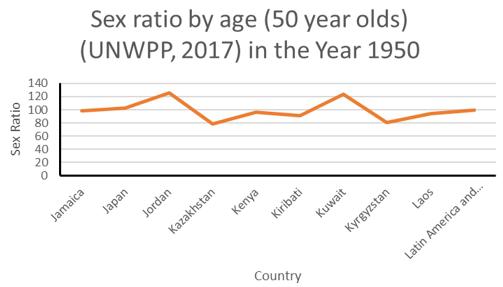 Sex ratio by age (50 year olds)
(UNWPP, 2017) in the Year 1950
Sex Ratio
140
120
100
80
60
40
20
0
Jamaica
Japan
Jordan
Kazakhstan
Kenya
Kiribati
Kuwait
Kyrgyzstan
Laos
Latin America and...
Country